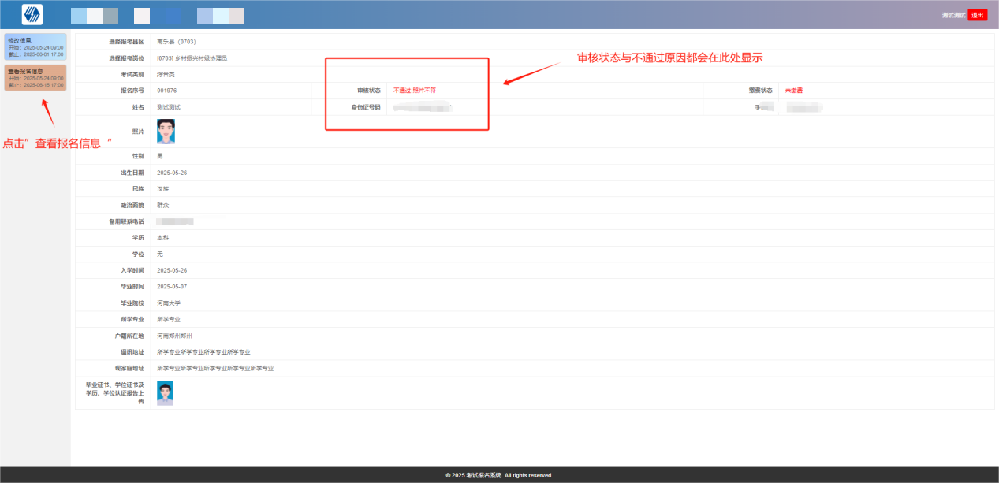 测试测试 退出
修改信息
开始: 2025-05-24 09:00
截止: 2025-06-01 17:00
查看报名信息
开始: 2025-05-24 09:00
截止: 2025-06-15 17:00
点击”查看报名信息“
审核状态与不通过原因都会在此处显示
选择报考县区 南乐县（0703）
选择报考岗位 [0703] 乡村振兴村级协理员
考试类别 综合类
报名序号 001976 审核状态 不通过:照片不符 缴费状态 未缴费
姓名 测试测试 身份证号码 手
照片
性别 男
出生日期 2025-05-26
民族 汉族
政治面貌 群众
备用联系电话
学历 本科
学位 无
入学时间 2025-05-26
毕业时间 2025-05-07
毕业院校 河南大学
所学专业 所学专业
户籍所在地 河南郑州郑州
通讯地址 所学专业所学专业所学专业所学专业
现家庭地址 所学专业所学专业所学专业所学专业所学专业
毕业证书、学位证书及
学历、学位认证报告上
传
© 2025 考试报名系统. All rights reserved.